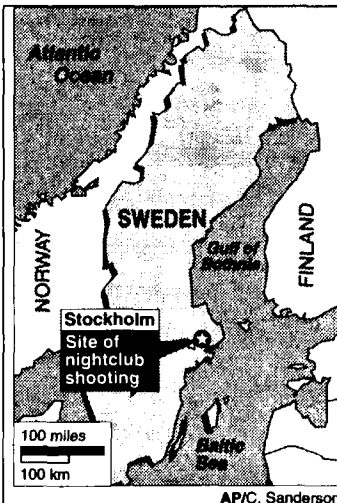 Atlantic
Ocean
SWEDEN
NORWAY
Gulf of
Bothnia
FINLAND
Stockholm
Site of
nightclub
shooting
100 miles
100 km
Baltic
Sea
AP/C. Sanderson